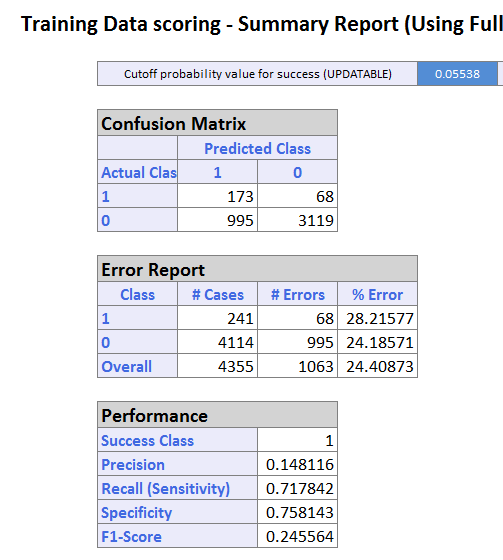 Training Data scoring - Summary Report (Using Full
Cutoff probability value for success (UPDATABLE) 0.05538
Confusion Matrix
Predicted Class
Actual Clas 1 0
1 173 68
0 995 3119
Error Report
Class # Cases # Errors % Error
1 241 68 28.21577
0 4114 995 24.18571
Overall 4355 1063 24.40873
Performance
Success Class 1
Precision 0.148116
Recall (Sensitivity) 0.717842
Specificity 0.758143
F1-Score 0.245564